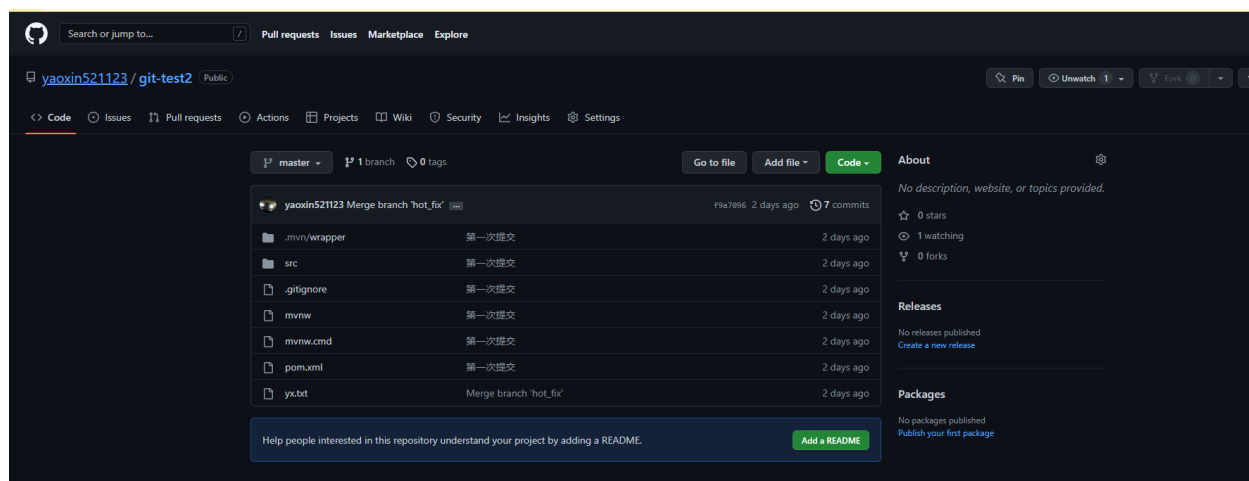 Search or jump to... / Pull requests Issues Marketplace Explore
yaoxin521123 / git-test2 Public Pin Unwatch 1 Fork 0
<> Code Issues Pull requests Actions Projects Wiki Security Insights Settings
master 1 branch 0 tags Go to file Add file Code About
No description, website, or topics provided.
yaoxin521123 Merge branch 'hot_fix' ... f9a7096 2 days ago 7 commits
0 stars
.mvn/wrapper 第一次提交 2 days ago 1 watching
src 第一次提交 2 days ago 0 forks
.gitignore 第一次提交 2 days ago
Releases
mvnw 第一次提交 2 days ago
No releases published
mvnw.cmd 第一次提交 2 days ago Create a new release
pom.xml 第一次提交 2 days ago
yx.txt Merge branch 'hot_fix' 2 days ago Packages
No packages published
Publish your first package
Help people interested in this repository understand your project by adding a README. Add a README